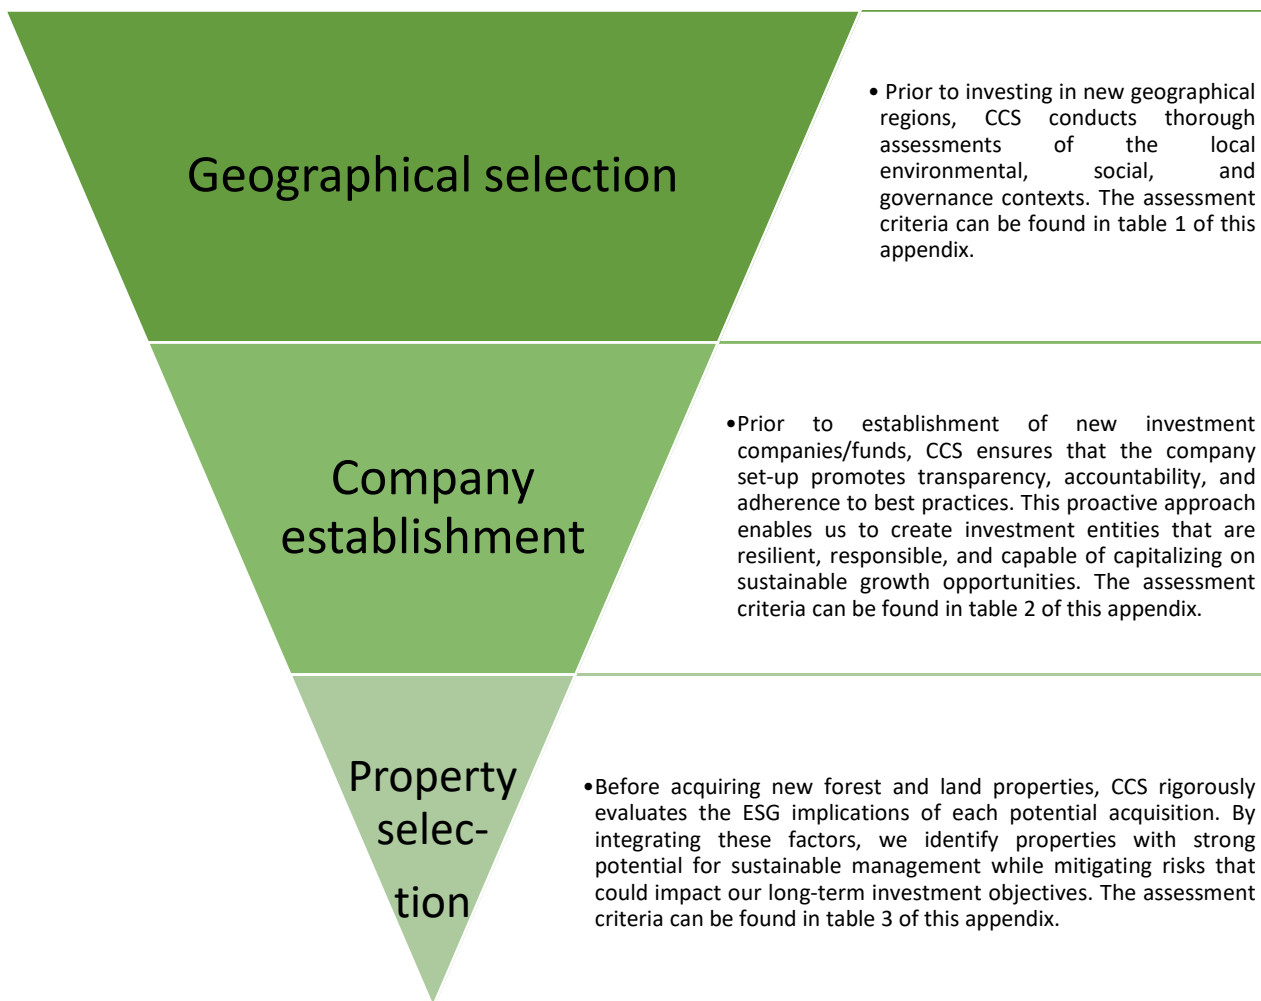 Geographical selection
• Prior to investing in new geographical
regions, CCS conducts thorough
assessments of the local
environmental, social, and
governance contexts. The assessment
criteria can be found in table 1 of this
appendix.
Company
establishment
•Prior to establishment of new investment
companies/funds, CCS ensures that the company
set-up promotes transparency, accountability, and
adherence to best practices. This proactive approach
enables us to create investment entities that are
resilient, responsible, and capable of capitalizing on
sustainable growth opportunities. The assessment
criteria can be found in table 2 of this appendix.
Property
selec-
tion
•Before acquiring new forest and land properties, CCS rigorously
evaluates the ESG implications of each potential acquisition. By
integrating these factors, we identify properties with strong
potential for sustainable management while mitigating risks that
could impact our long-term investment objectives. The assessment
criteria can be found in table 3 of this appendix.